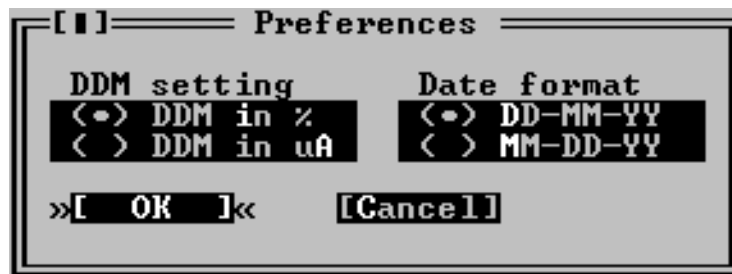 [▮] Preferences
DDM setting Date format
(•) DDM in % (•) DD-MM-YY
( ) DDM in uA ( ) MM-DD-YY
»[ OK ]« [Cancel]